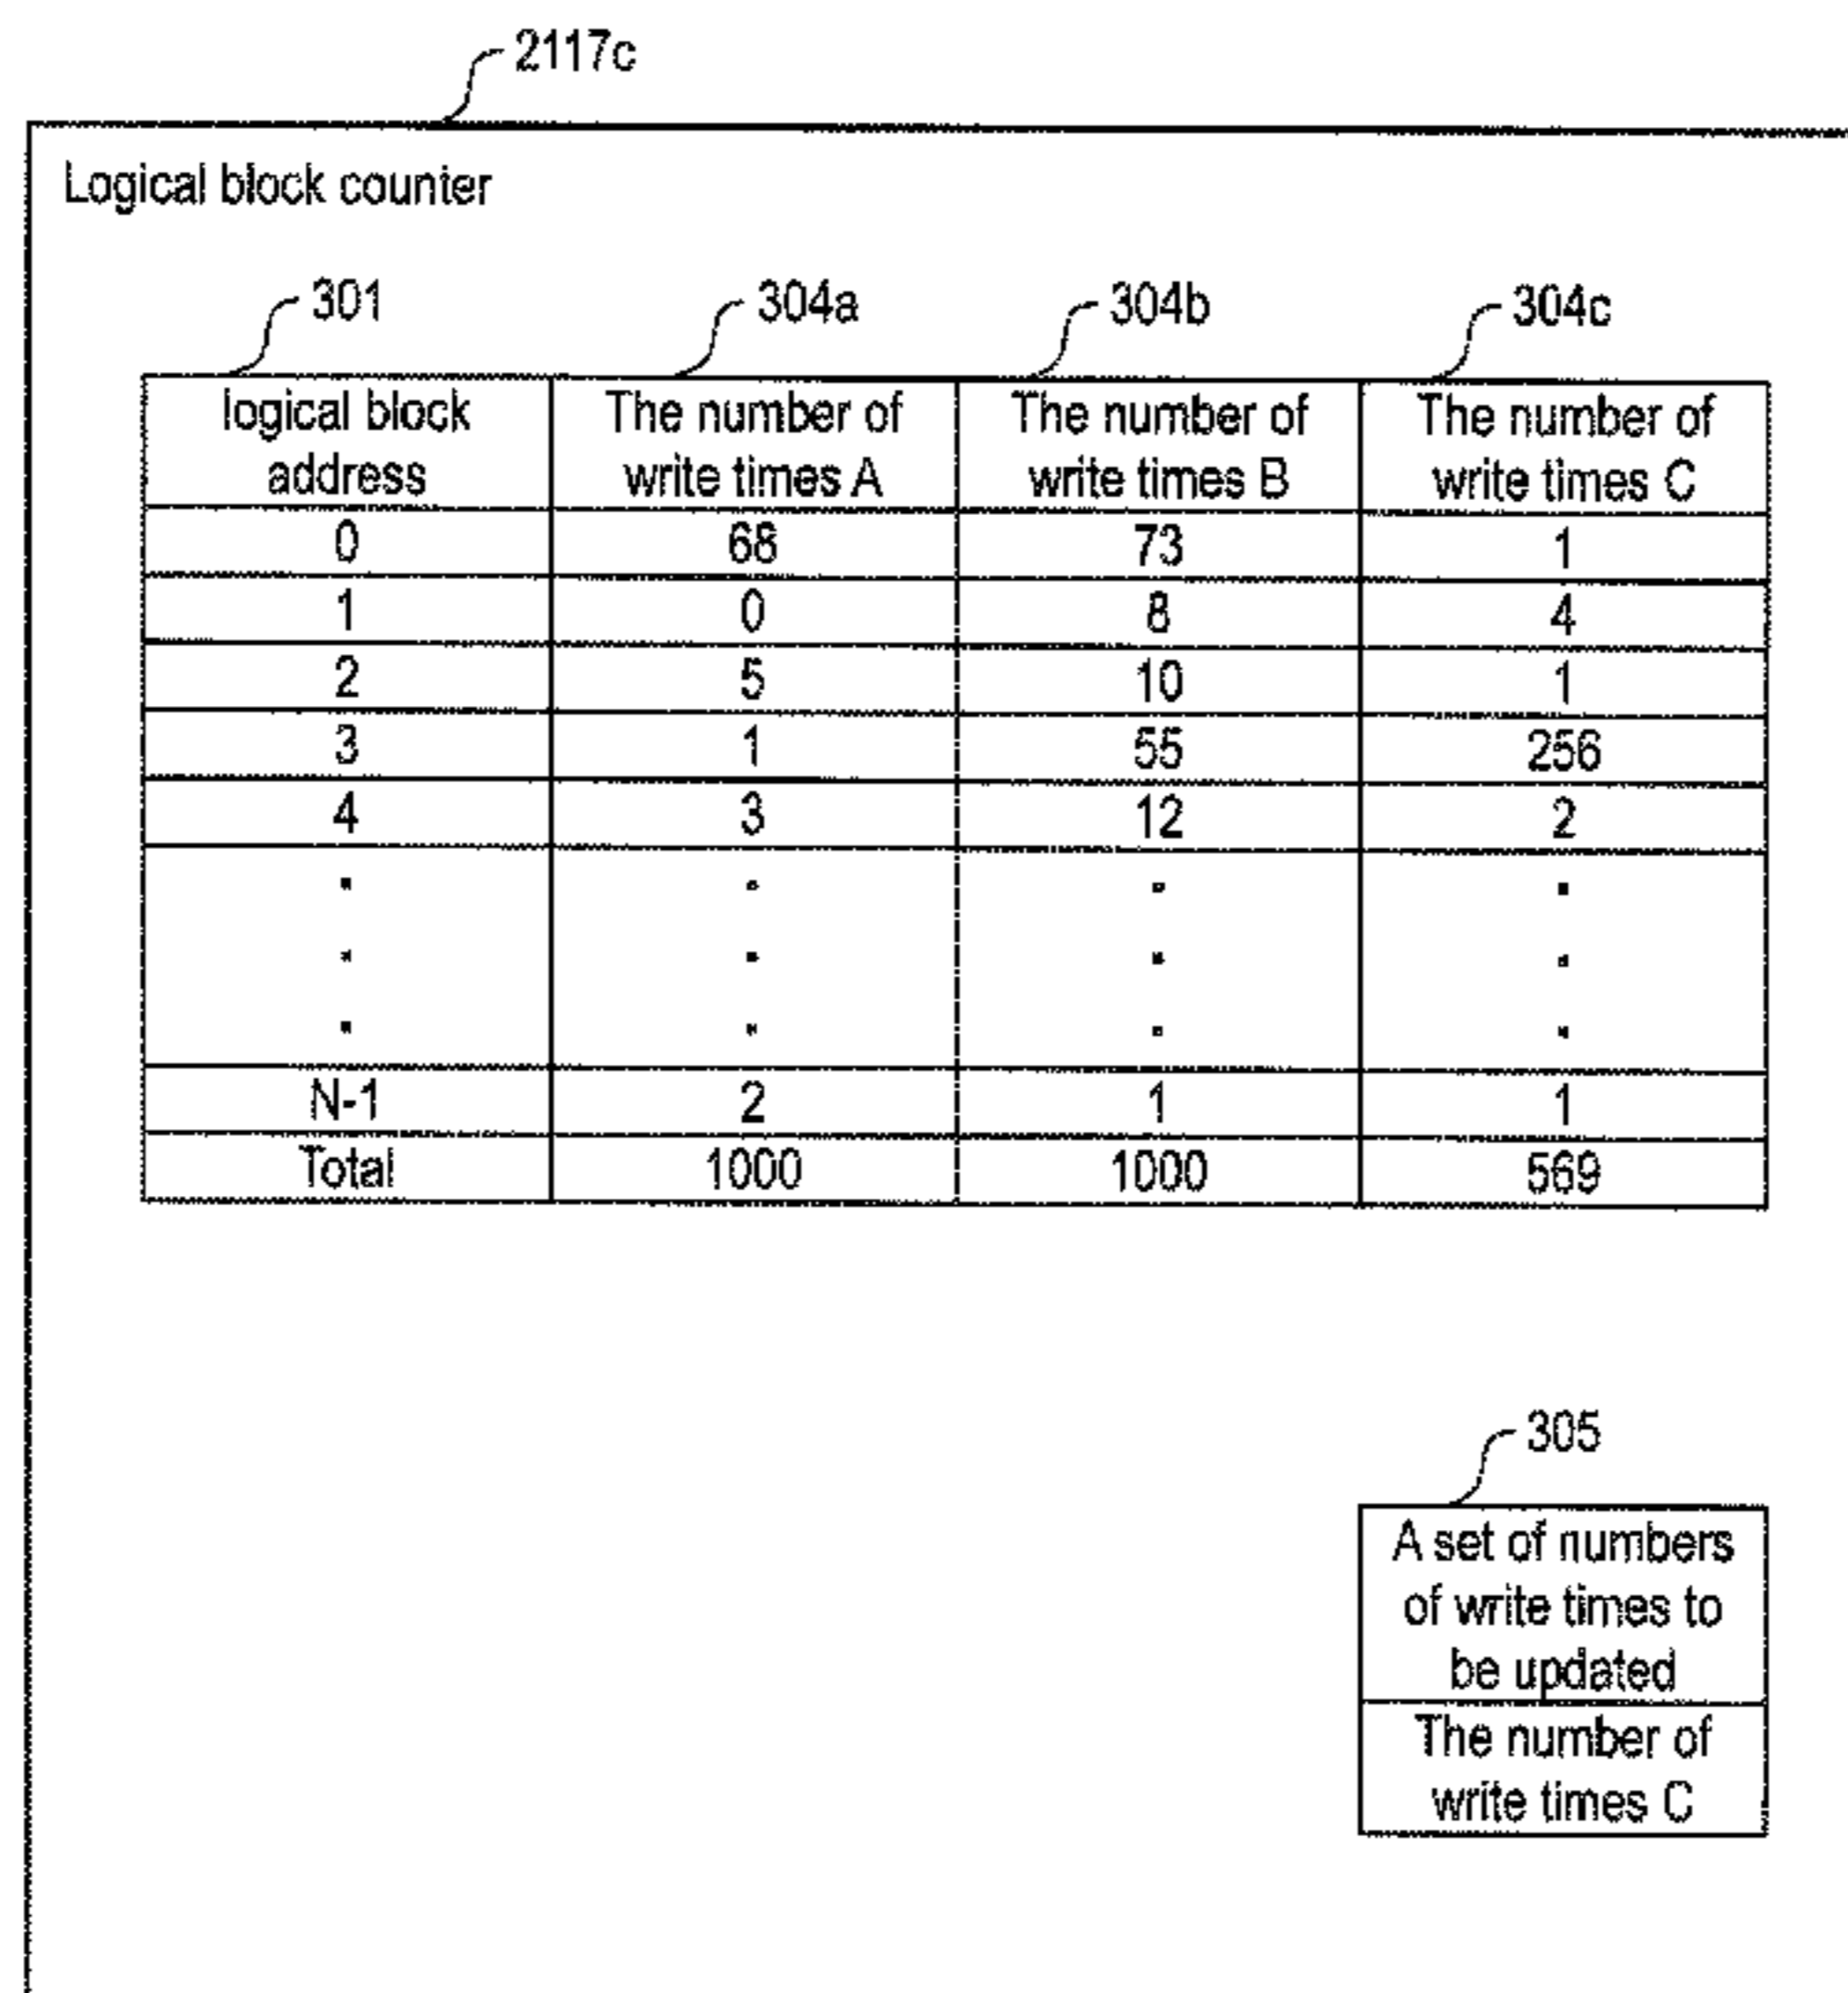 2117c
Logical block counter
301 304a 304b 304c
logical block address The number of write times A The number of write times B The number of write times C
0 68 73 1
1 0 8 4
2 5 10 1
3 1 55 256
4 3 12 2
N-1 2 1 1
Total 1000 1000 569
305
A set of numbers
of write times to
be updated
The number of
write times C